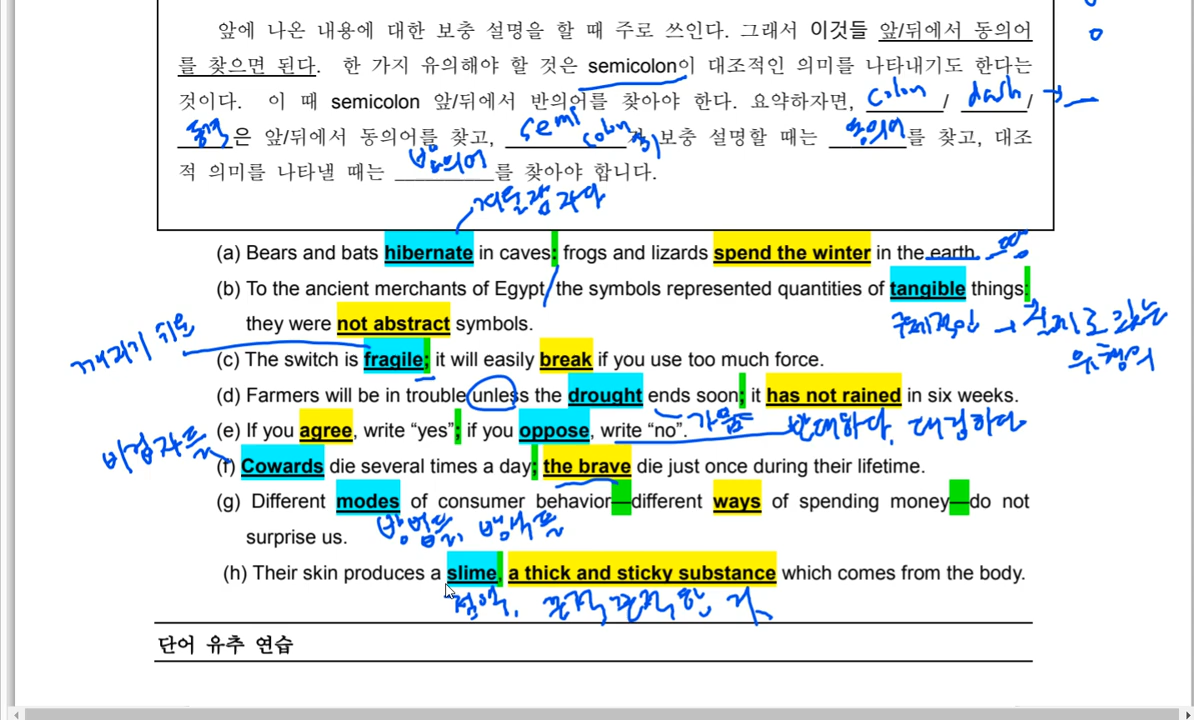 앞에 나온 내용에 대한 보충 설명을 할 때 주로 쓰인다. 그래서 이것들 앞/뒤에서 동의어
를 찾으면 된다. 한 가지 유의해야 할 것은 semicolon이 대조적인 의미를 나타내기도 한다는
것이다. 이 때 semicolon 앞/뒤에서 반의어를 찾아야 한다. 요약하자면, colon / dash /
동격은 앞/뒤에서 동의어를 찾고, semi colon 보충 설명할 때는 동의어를 찾고, 대조
적 의미를 나타낼 때는 반의어를 찾아야 합니다.
겨울잠 자다
(a) Bears and bats hibernate in caves; frogs and lizards spend the winter in the earth. 땅
(b) To the ancient merchants of Egypt, the symbols represented quantities of tangible things:
they were not abstract symbols. 구체적인 → 실제로 있는
깨지기 쉬운
유형의
(c) The switch is fragile; it will easily break if you use too much force.
(d) Farmers will be in trouble unless the drought ends soon; it has not rained in six weeks.
가뭄
(e) If you agree, write “yes”; if you oppose, write “no”. 반대하다, 대립하다
비겁자들
(f) Cowards die several times a day; the brave die just once during their lifetime.
(g) Different modes of consumer behavior—different ways of spending money—do not
surprise us. 방법들, 방식들
(h) Their skin produces a slime, a thick and sticky substance which comes from the body.
점액, 끈적끈적한 거
단어 유추 연습